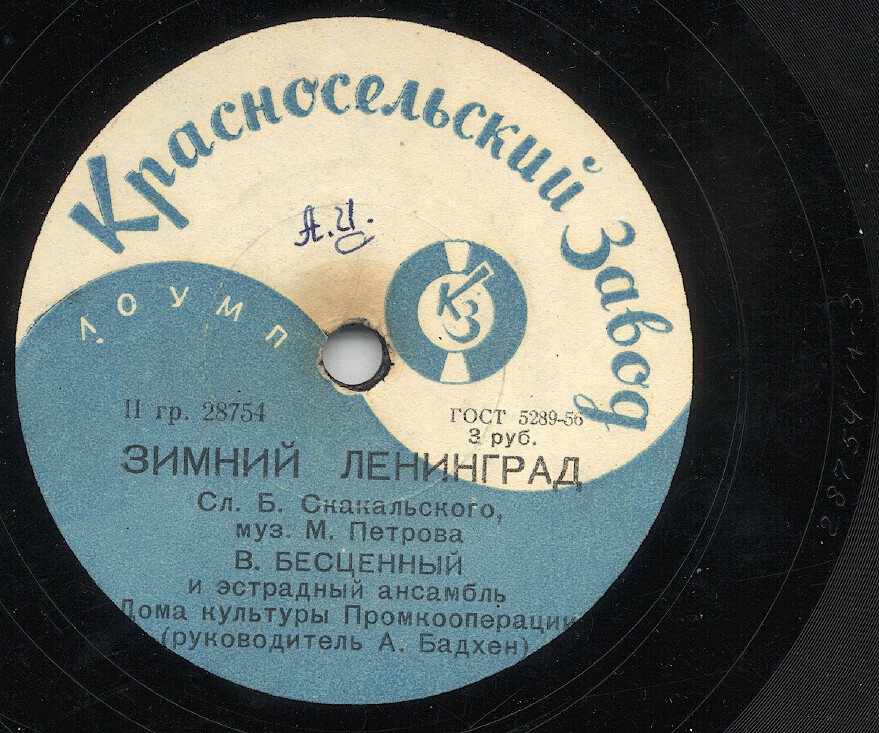 Красносельский Завод
А.Ц.
ЛОУМП
КЗ
II гр. 28754
ГОСТ 5289-56
3 руб.
ЗИМНИЙ ЛЕНИНГРАД
Сл. Б. Скакальского,
муз. М. Петрова
В. БЕСЦЕННЫЙ
и эстрадный ансамбль
Дома культуры Промкооперации
(руководитель А. Бадхен)
28754/1-3